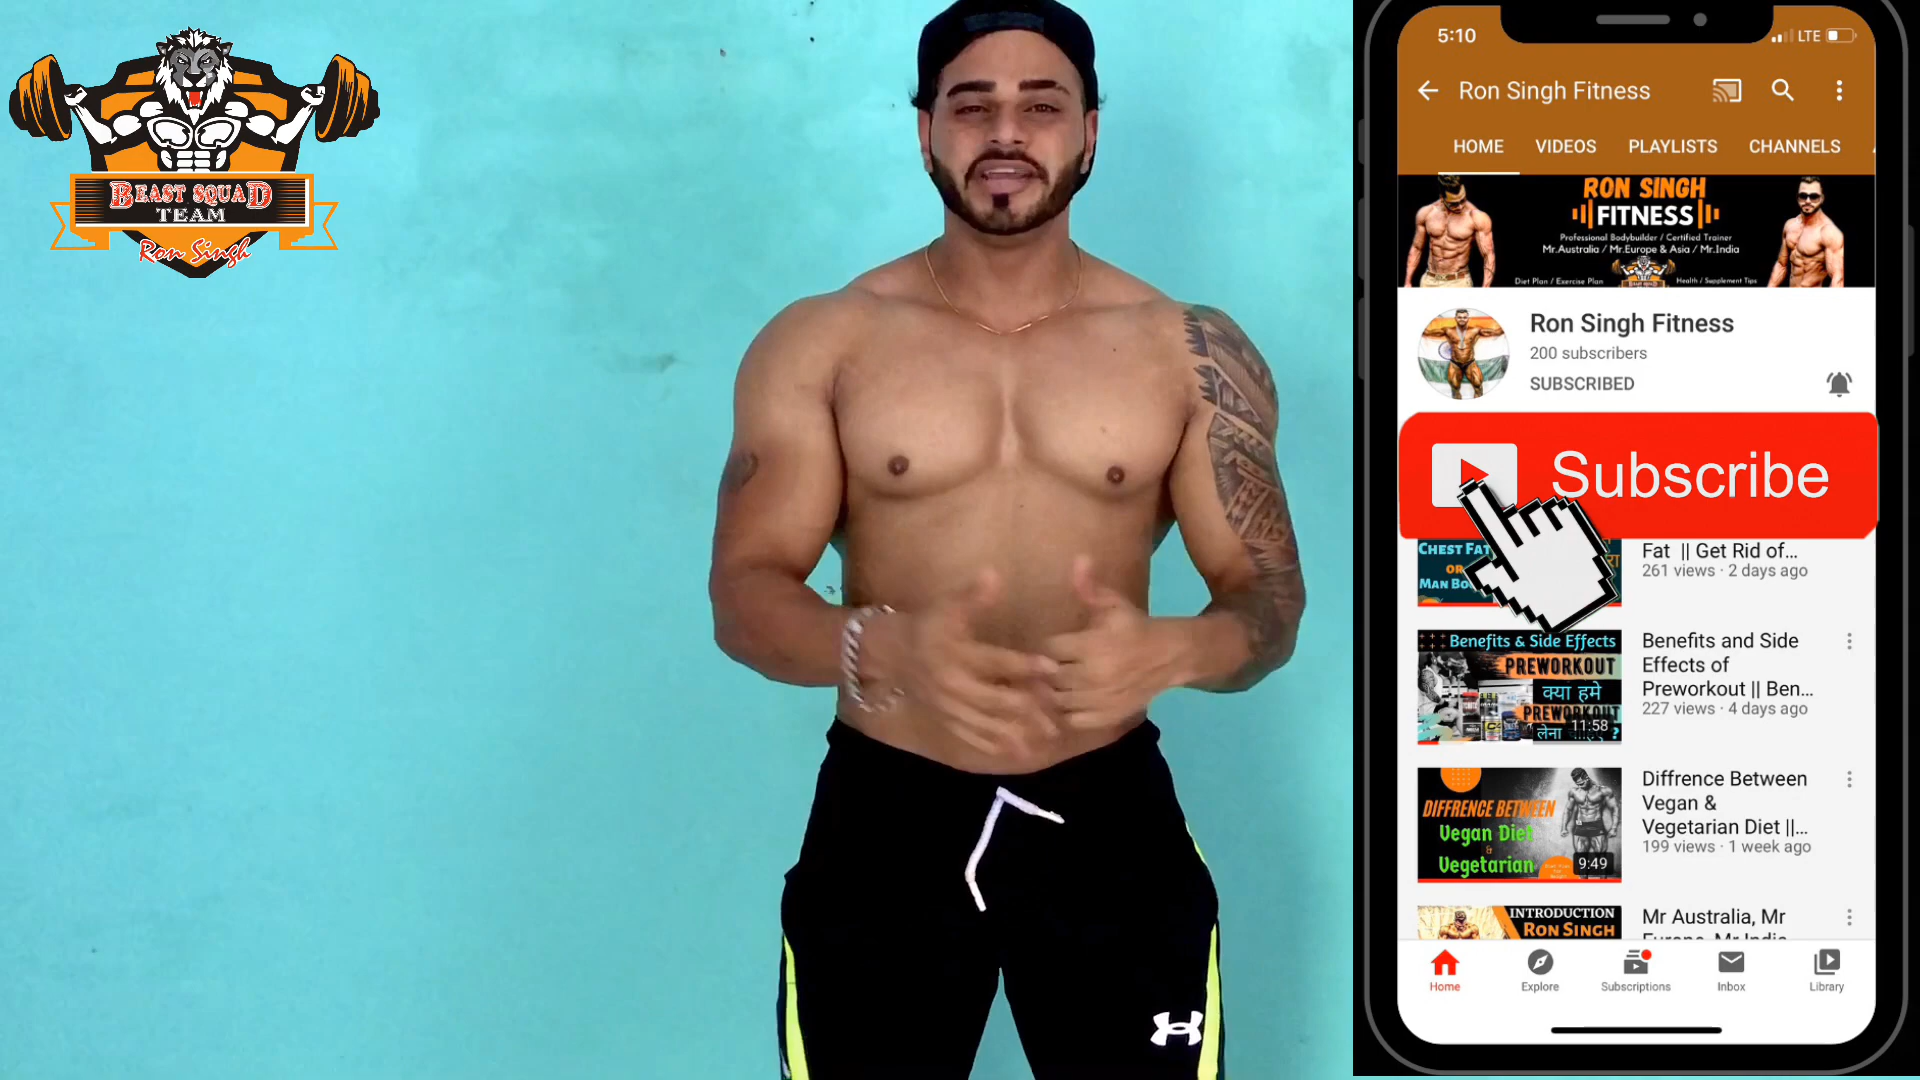 BEAST SQUAD
TEAM
Ron Singh
5:10
LTE
Ron Singh Fitness
HOME VIDEOS PLAYLISTS CHANNELS
RON SINGH
FITNESS
Professional Bodybuilder / Certified Trainer
Mr.Australia / Mr.Europe & Asia / Mr.India
Diet Plan / Exercise Plan
Health / Supplement Tips
Ron Singh Fitness
200 subscribers
SUBSCRIBED
Subscribe
CHEST FAT
OR
Fat || Get Rid of...
261 views · 2 days ago
Benefits & Side Effects
PREWORKOUT
क्या हमे
PREWORKOUT
लेना चाहिए ?
11:58
Benefits and Side
Effects of
Preworkout || Ben...
227 views · 4 days ago
DIFFRENCE BETWEEN
Vegan Diet
&
Vegetarian
9:49
Diffrence Between
Vegan &
Vegetarian Diet ||...
199 views · 1 week ago
INTRODUCTION
RON SINGH
Mr Australia, Mr
Europe, Mr India
Home
Explore
Subscriptions
Inbox
Library